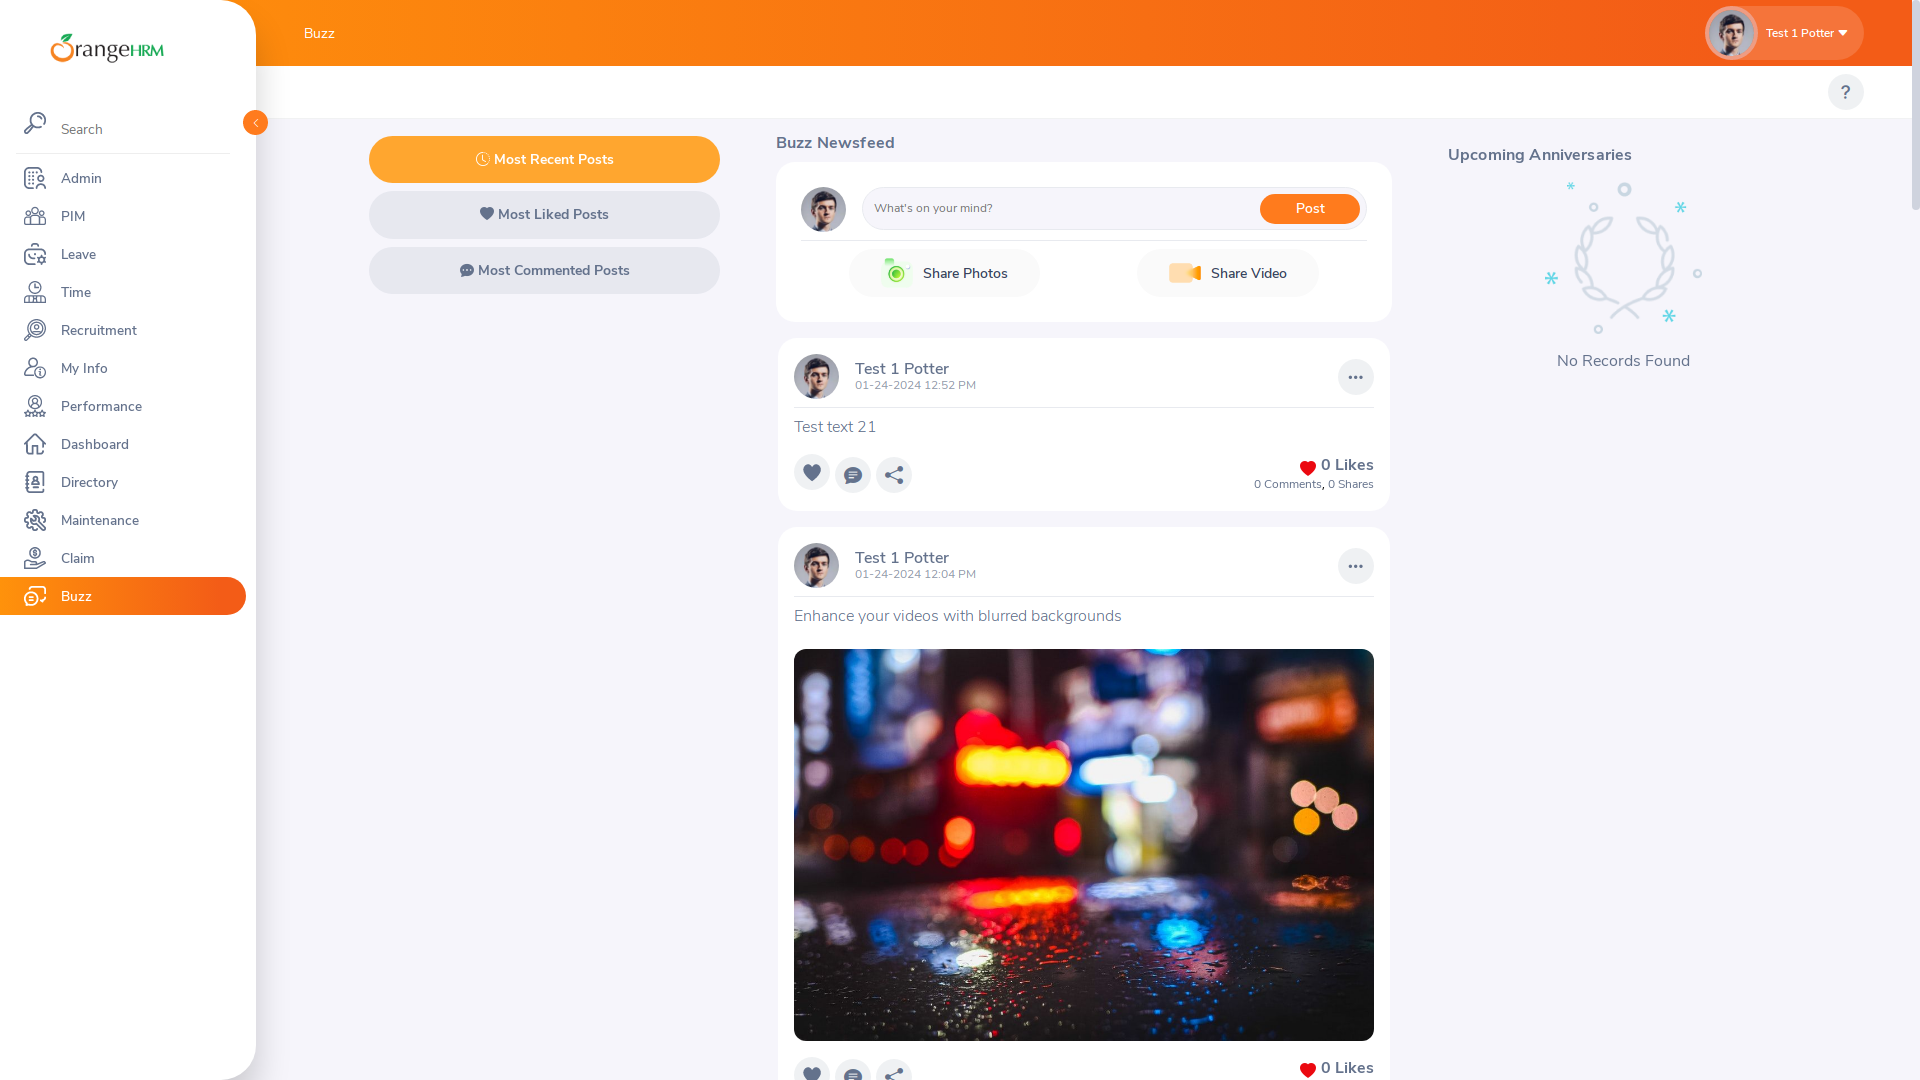 OrangeHRM
Search
Admin
PIM
Leave
Time
Recruitment
My Info
Performance
Dashboard
Directory
Maintenance
Claim
Buzz
Buzz
Test 1 Potter
?
Most Recent Posts
Most Liked Posts
Most Commented Posts
Buzz Newsfeed
What's on your mind?
Post
Share Photos
Share Video
Test 1 Potter
01-24-2024 12:52 PM
Test text 21
0 Likes
0 Comments, 0 Shares
Test 1 Potter
01-24-2024 12:04 PM
Enhance your videos with blurred backgrounds
0 Likes
Upcoming Anniversaries
No Records Found